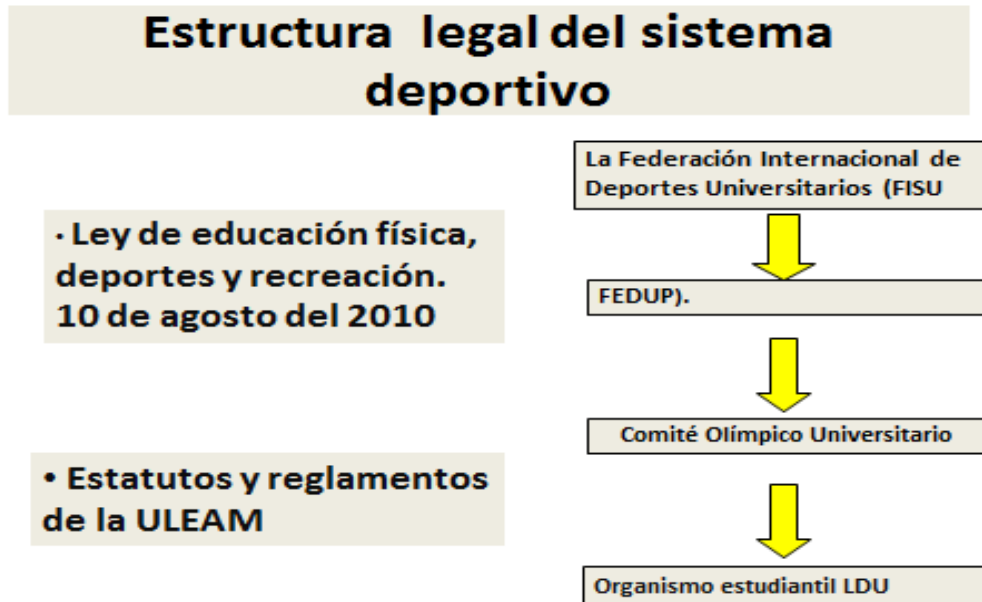 Estructura legal del sistema
deportivo
La Federación Internacional de
Deportes Universitarios (FISU
· Ley de educación física,
deportes y recreación.
10 de agosto del 2010
FEDUP).
Comité Olímpico Universitario
• Estatutos y reglamentos
de la ULEAM
Organismo estudiantil LDU